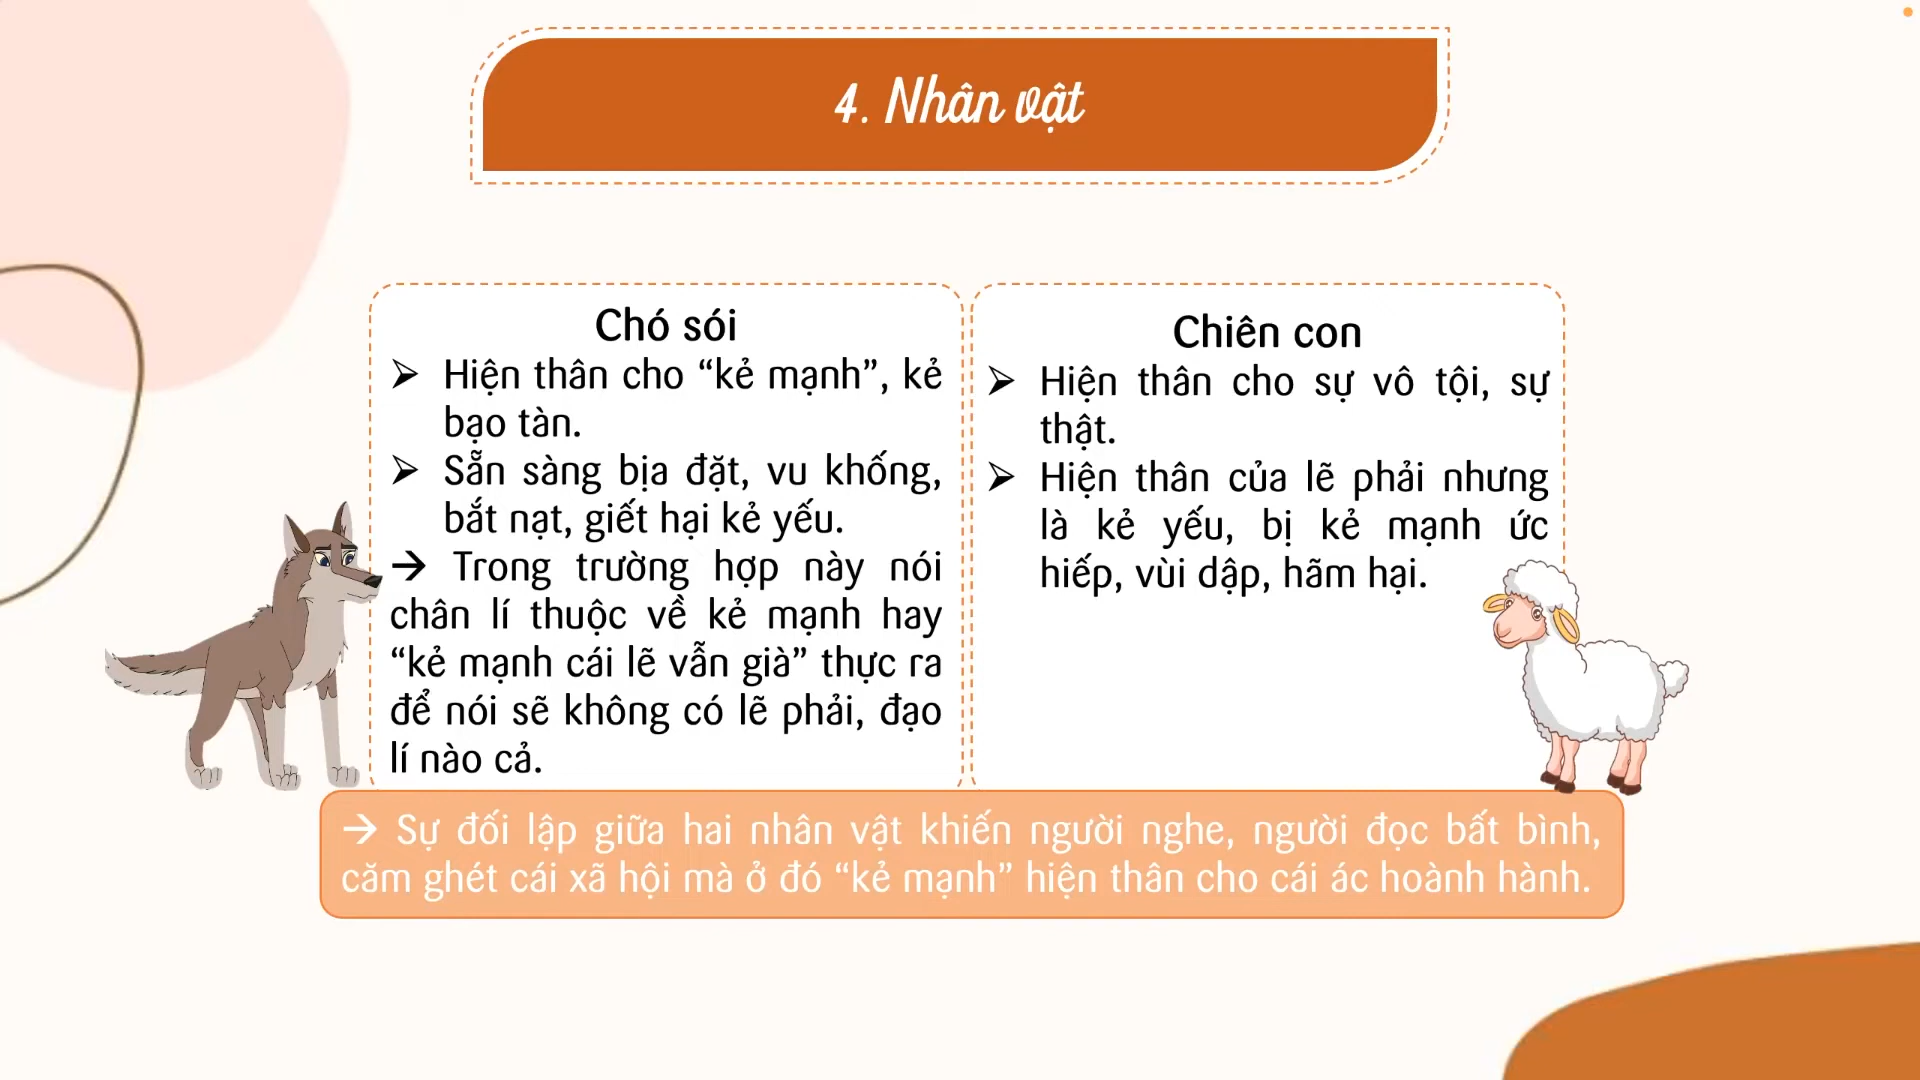 4. Nhân vật
Chó sói
➢ Hiện thân cho “kẻ mạnh”, kẻ
bạo tàn.
➢ Sẵn sàng bịa đặt, vu khống,
bắt nạt, giết hại kẻ yếu.
→ Trong trường hợp này nói
chân lí thuộc về kẻ mạnh hay
“kẻ mạnh cái lẽ vẫn già” thực ra
để nói sẽ không có lẽ phải, đạo
lí nào cả.
Chiên con
➢ Hiện thân cho sự vô tội, sự
thật.
➢ Hiện thân của lẽ phải nhưng
là kẻ yếu, bị kẻ mạnh ức
hiếp, vùi dập, hãm hại.
→ Sự đối lập giữa hai nhân vật khiến người nghe, người đọc bất bình,
căm ghét cái xã hội mà ở đó “kẻ mạnh” hiện thân cho cái ác hoành hành.